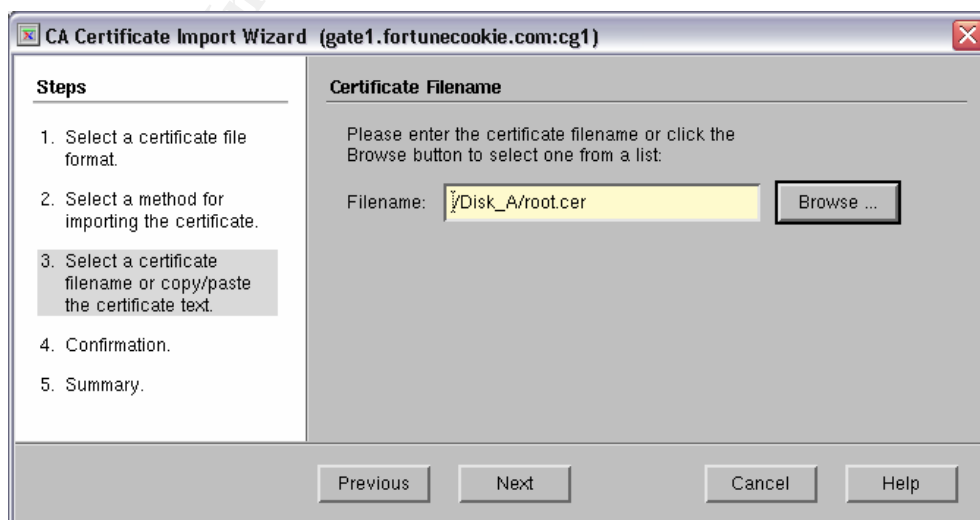 CA Certificate Import Wizard (gate1.fortunecookie.com:cg1)
Steps
1. Select a certificate file
format.
2. Select a method for
importing the certificate.
3. Select a certificate
filename or copy/paste
the certificate text.
4. Confirmation.
5. Summary.
Certificate Filename
Please enter the certificate filename or click the
Browse button to select one from a list:
Filename: /Disk_A/root.cer Browse ...
Previous Next Cancel Help